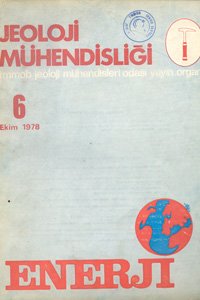 JEOLOJİ
MÜHENDİSLİĞİ
tmmob jeoloji mühendisleri odası yayın organı
6
Ekim 1978
ENERJİ